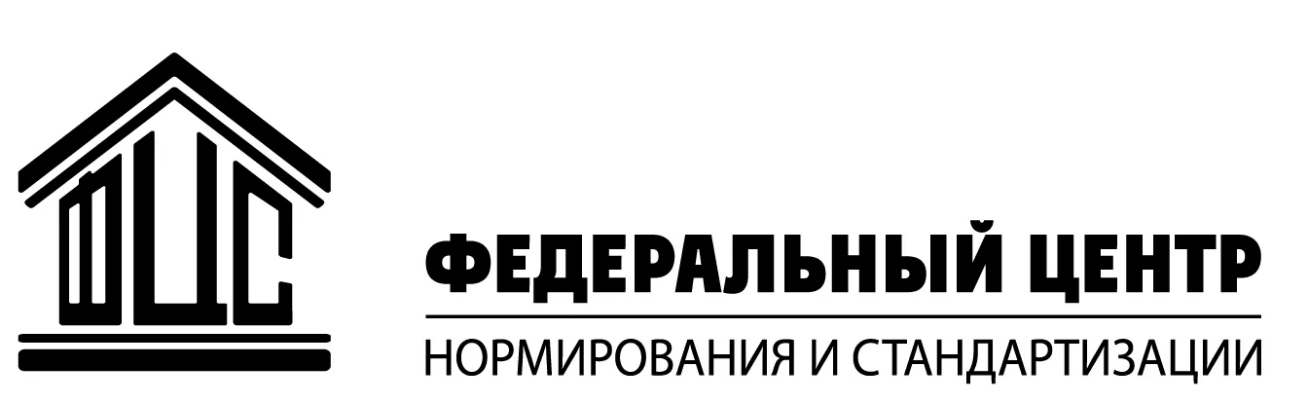 ФЦС
ФЕДЕРАЛЬНЫЙ ЦЕНТР
НОРМИРОВАНИЯ И СТАНДАРТИЗАЦИИ